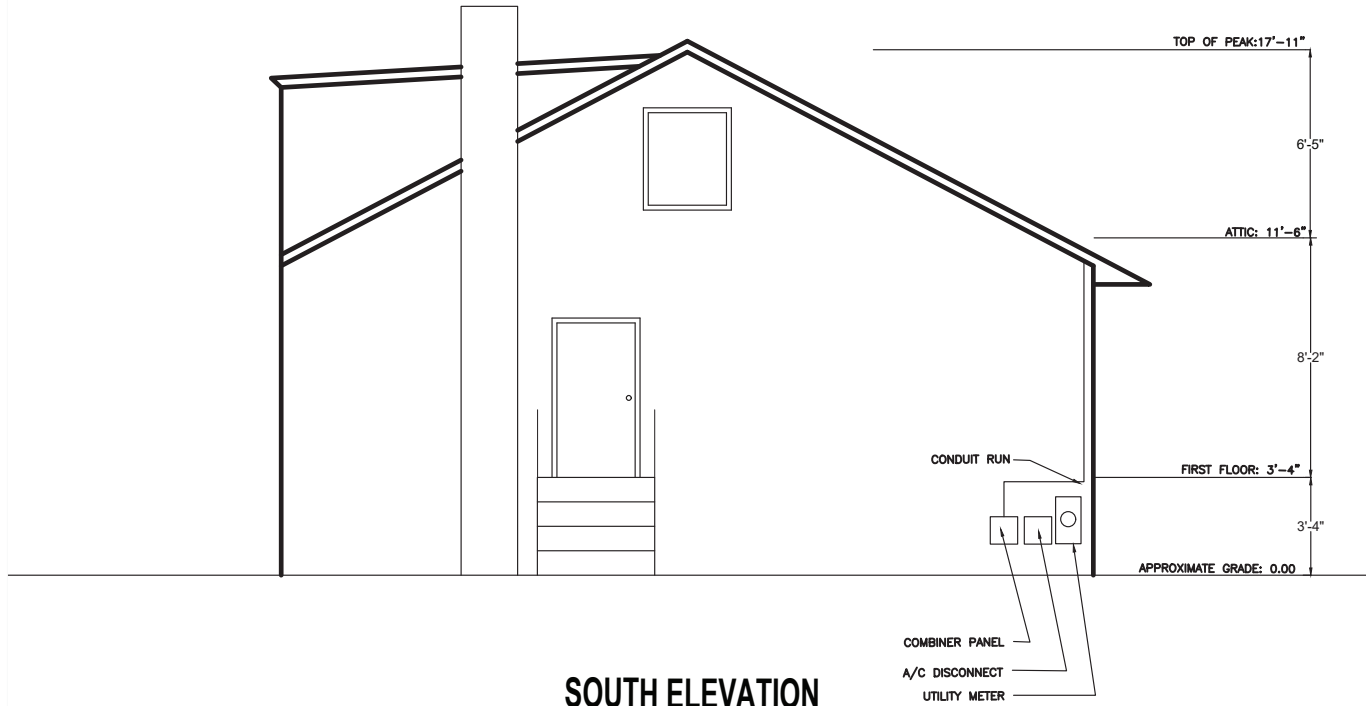 TOP OF PEAK:17'-11"
6'-5"
ATTIC: 11'-6"
8'-2"
CONDUIT RUN
FIRST FLOOR: 3'-4"
3'-4"
APPROXIMATE GRADE: 0.00
COMBINER PANEL
A/C DISCONNECT
UTILITY METER
SOUTH ELEVATION